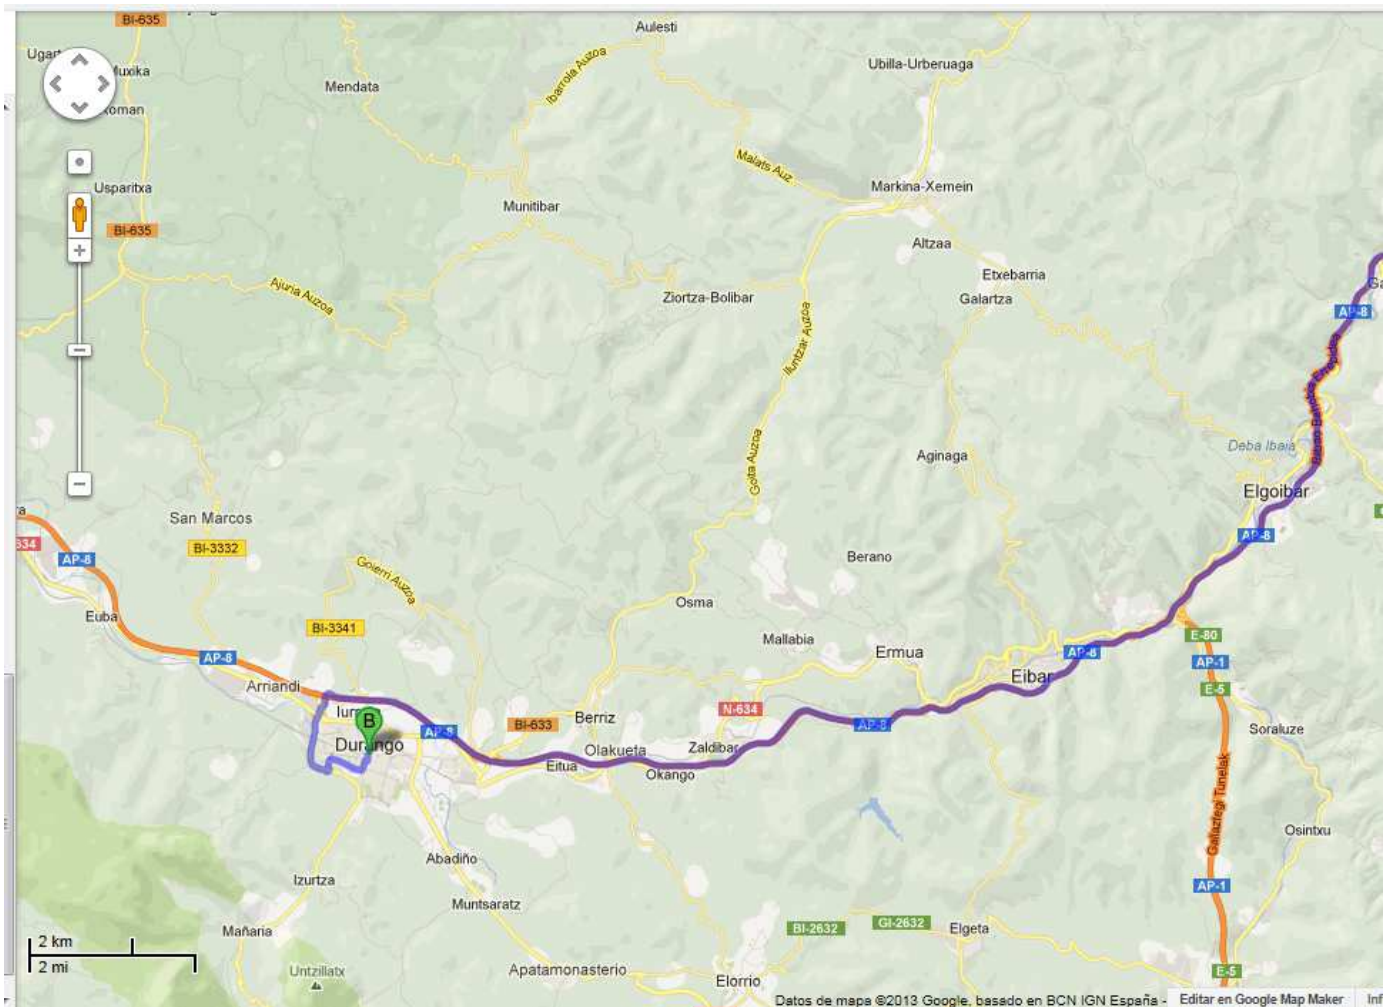 BI-635
Aulesti
Ubilla-Urberuaga
Muxika
Mendata
Ibarrola Auzoa
Malats Auz
Usparitxa
Markina-Xemein
Munitibar
BI-635
Altzaa
Etxebarria
Ajuria Auzoa
Ziortza-Bolibar
Galartza
AP-8
Iluntzar Auzoa
Goita Auzoa
Aginaga
Deba Ibaia
Elgoibar
San Marcos
AP-8
634
BI-3332
AP-8
Berano
Goierri Auzoa
Osma
Euba
BI-3341
Mallabia
E-80
Ermua
AP-8
AP-8
AP-1
Eibar
Arriandi
E-5
N-634
B
Berriz
BI-633
AP-8
AP-8
Soraluze
Durango
Olakueta
Zaldibar
Eitua
Okango
Osintxu
Abadiño
Izurtza
AP-1
Muntsaratz
BI-2632
GI-2632
Elgeta
Mañaria
2 km
2 mi
Untzillatx
Apatamonasterio
E-5
Elorrio
Datos de mapa ©2013 Google, basado en BCN IGN España -
Editar en Google Map Maker